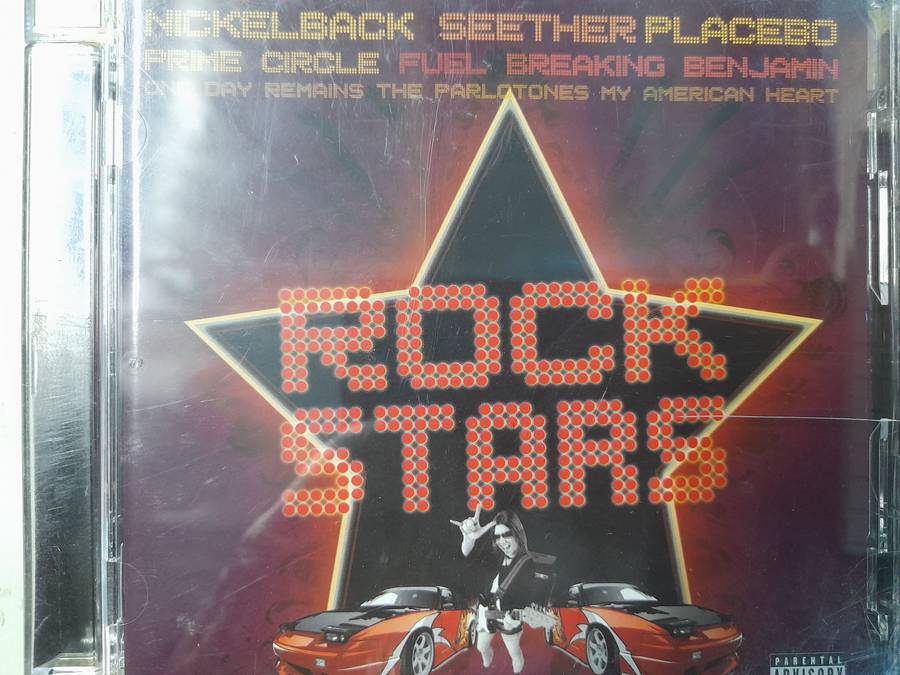 NICKELBACK SEETHER PLACEBO
PRIME CIRCLE FUEL BREAKING BENJAMIN
ONE DAY REMAINS THE PARLOTONES MY AMERICAN HEART
ROCK
STARS
PARENTAL
ADVISORY